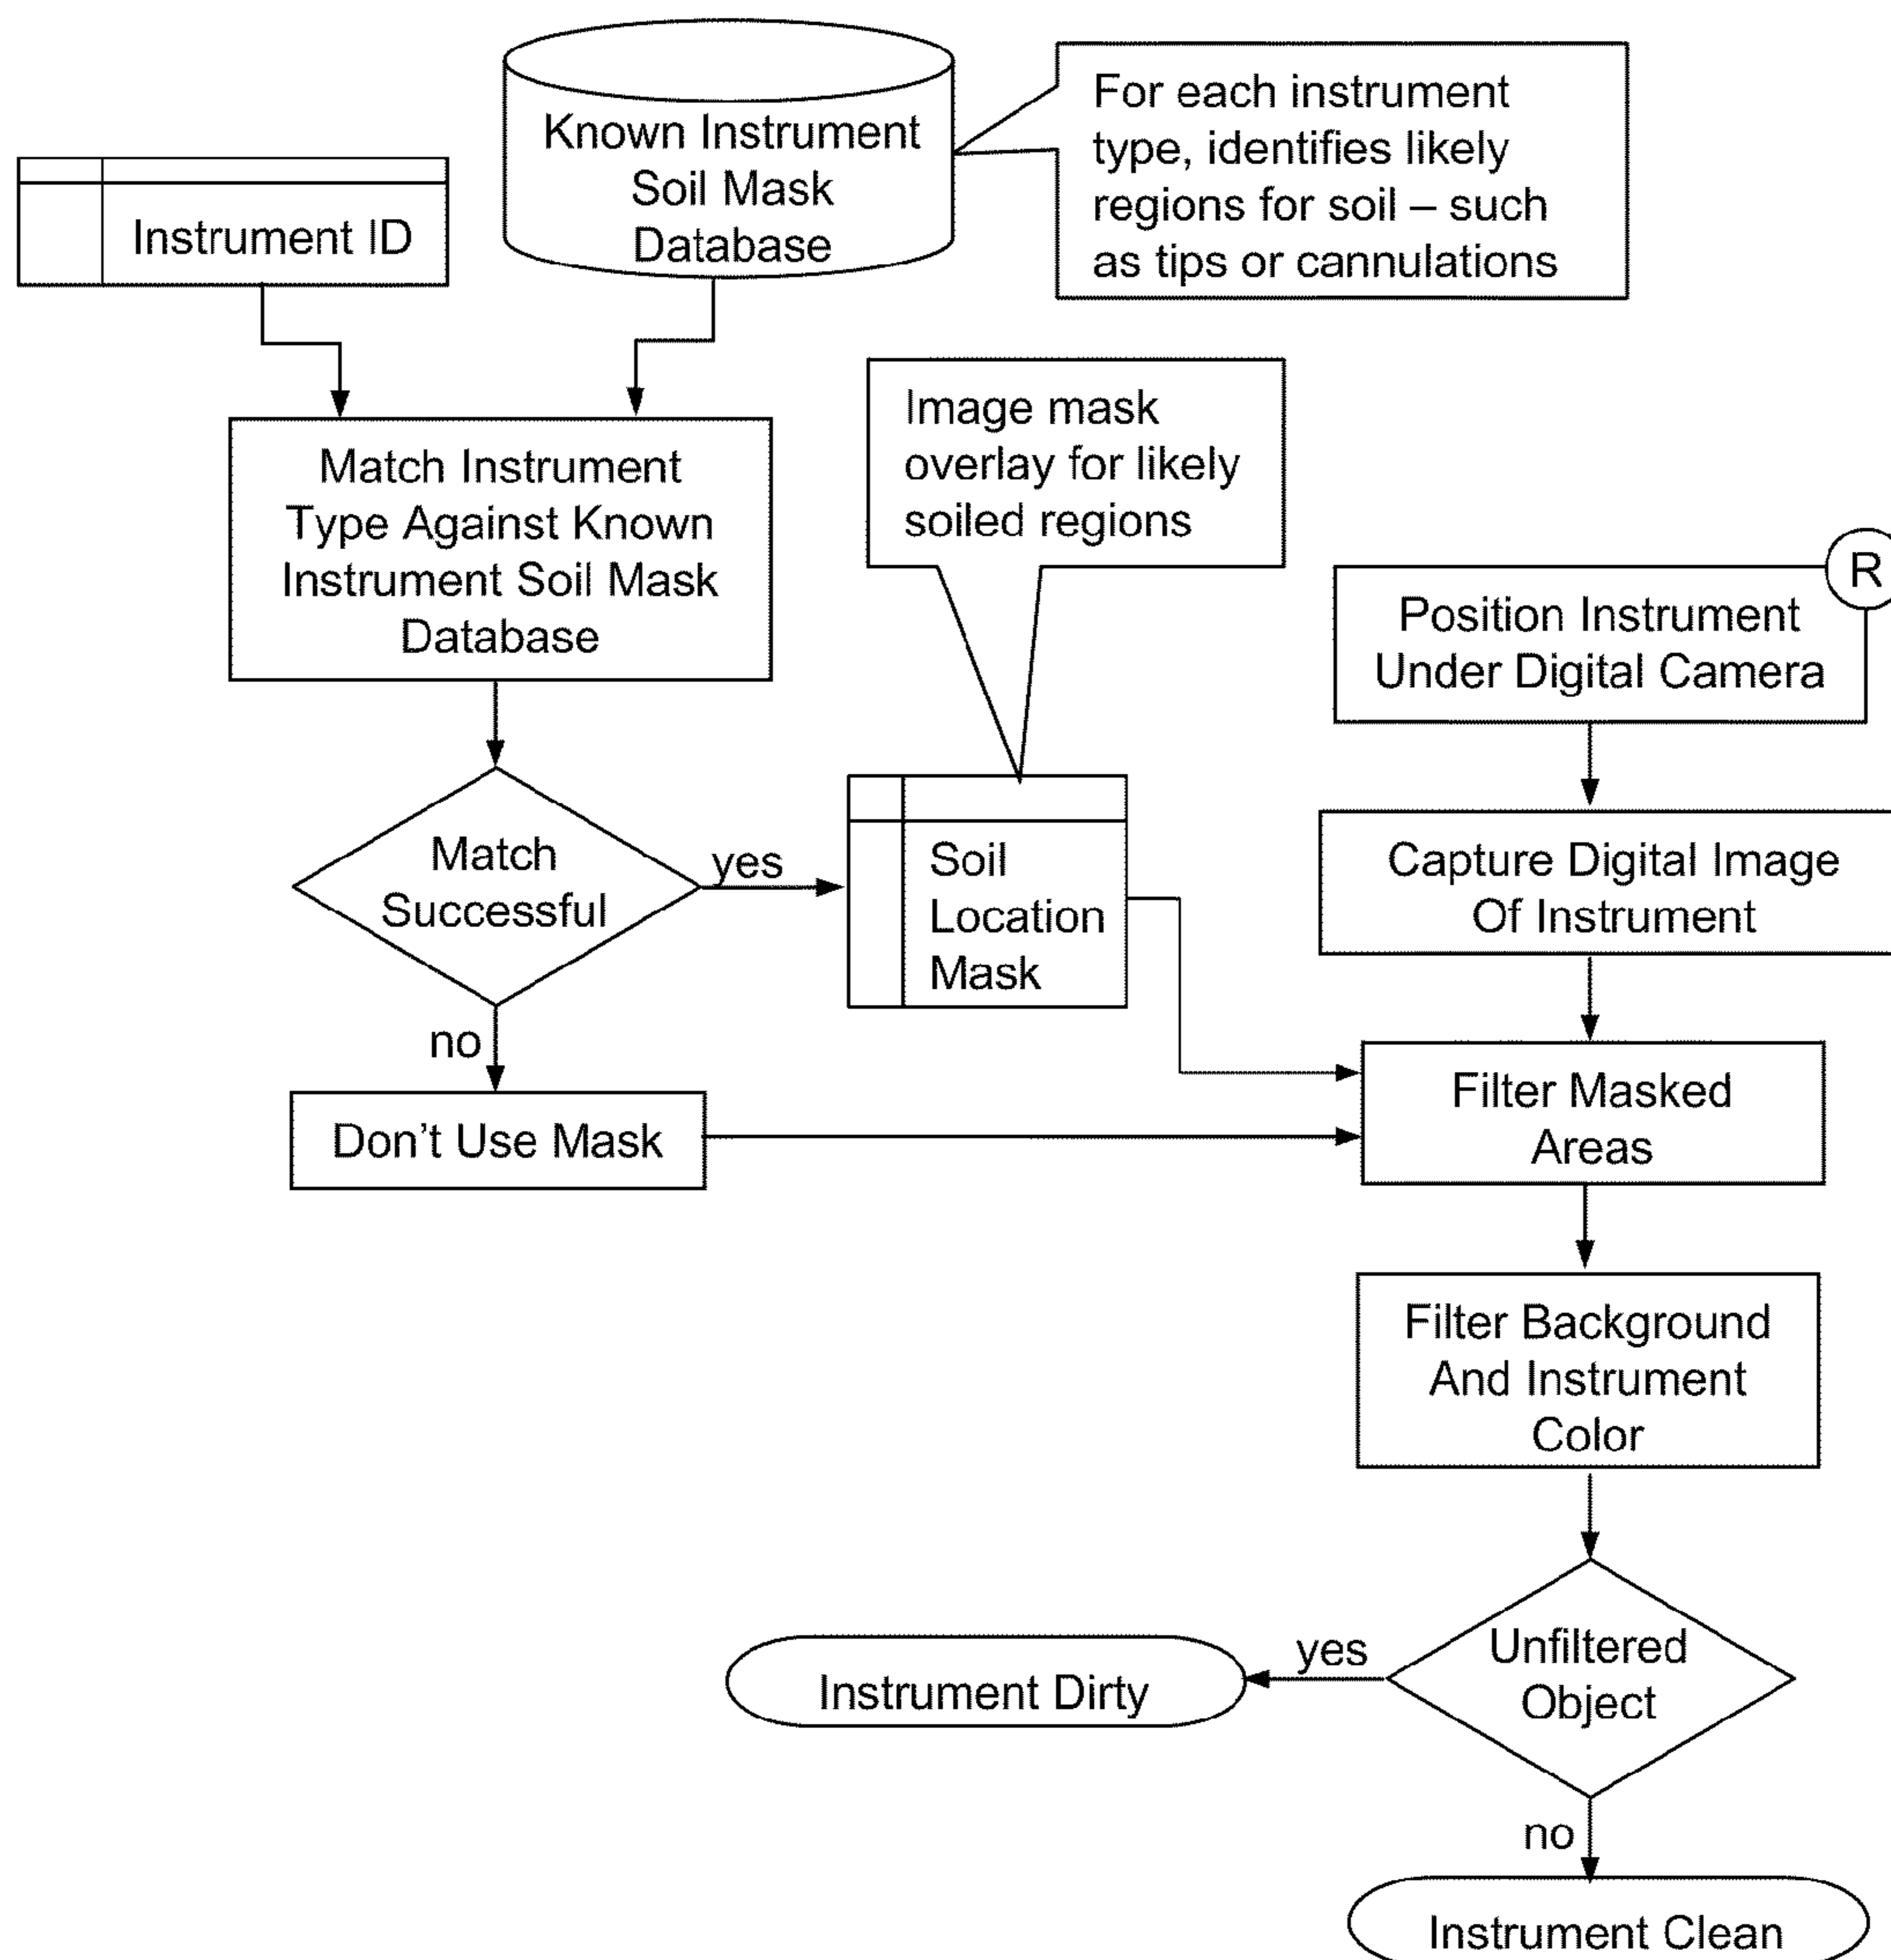 Known Instrument
Soil Mask
Database
For each instrument
type, identifies likely
regions for soil – such
as tips or cannulations
Instrument ID
Match Instrument
Type Against Known
Instrument Soil Mask
Database
Image mask
overlay for likely
soiled regions
R
Position Instrument
Under Digital Camera
Match
Successful
yes
Soil
Location
Mask
Capture Digital Image
Of Instrument
no
Don't Use Mask
Filter Masked
Areas
Filter Background
And Instrument
Color
Unfiltered
Object
yes
Instrument Dirty
no
Instrument Clean